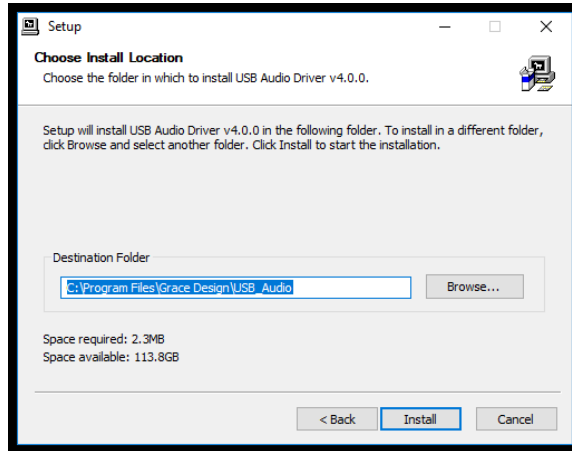 Setup
Choose Install Location
Choose the folder in which to install USB Audio Driver v4.0.0.
Setup will install USB Audio Driver v4.0.0 in the following folder. To install in a different folder,
click Browse and select another folder. Click Install to start the installation.
Destination Folder
C:\Program Files\Grace Design\USB_Audio
Browse...
Space required: 2.3MB
Space available: 113.8GB
< Back
Install
Cancel